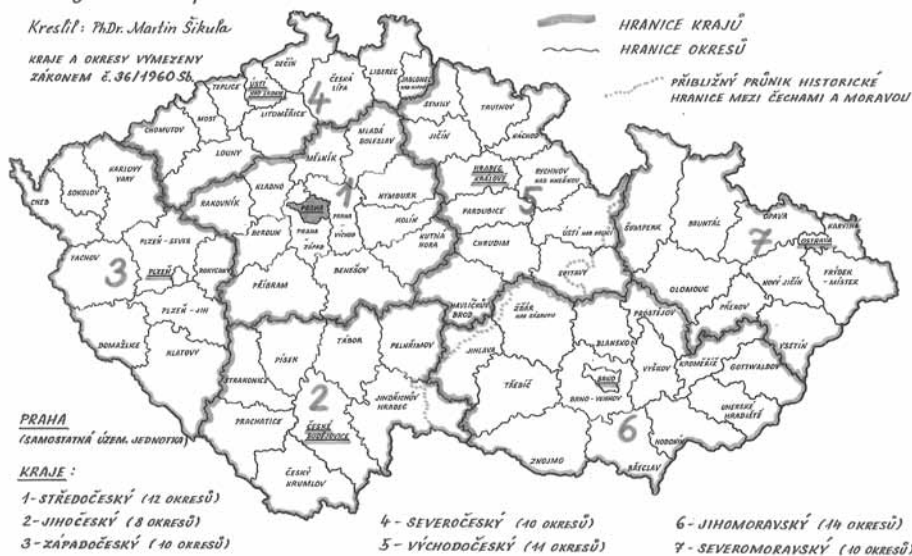 Kreslil: PhDr. Martin Šikula
KRAJE A OKRESY VYMEZENY
ZÁKONEM č. 36/1960 Sb.
HRANICE KRAJŮ
HRANICE OKRESŮ
PŘIBLIŽNÝ PRŮNIK HISTORICKÉ
HRANICE MEZI ČECHAMI A MORAVOU
DĚČÍN
ÚSTÍ
NAD LABEM
TEPLICE
ČESKÁ
LÍPA
LIBEREC
JABLONEC
NAD NISOU
4
MOST
LITOMĚŘICE
CHOMUTOV
LOUNY
SEMILY
TRUTNOV
JIČÍN
NÁCHOD
MĚLNÍK
MLADÁ
BOLESLAV
HRADEC
KRÁLOVÉ
RYCHNOV
NAD KNĚŽNOU
5
PARDUBICE
CHRUDIM
ÚSTÍ NAD ORLICÍ
SVITAVY
KARLOVY
VARY
SOKOLOV
CHEB
RAKOVNÍK
KLADNO
1
PRAHA
PRAHA
VÝCHOD
PRAHA
ZÁPAD
NYMBURK
KOLÍN
KUTNÁ
HORA
BEROUN
BENEŠOV
PŘÍBRAM
TACHOV
3
PLZEŇ-SEVER
PLZEŇ
ROKYCANY
PLZEŇ-JIH
DOMAŽLICE
KLATOVY
ŠUMPERK
BRUNTÁL
OPAVA
7
OSTRAVA
KARVINÁ
FRÝDEK
-MÍSTEK
NOVÝ JIČÍN
OLOMOUC
PŘEROV
VSETÍN
HAVLÍČKŮV
BROD
ŽĎÁR
NAD SÁZAVOU
PROSTĚJOV
JIHLAVA
BLANSKO
VYŠKOV
KROMĚŘÍŽ
GOTTWALDOV
TŘEBÍČ
BRNO
BRNO-VENKOV
UHERSKÉ
HRADIŠTĚ
6
HODONÍN
ZNOJMO
BŘECLAV
TÁBOR
PELHŘIMOV
PÍSEK
STRAKONICE
2
JINDŘICHŮV
HRADEC
PRACHATICE
ČESKÉ
BUDĚJOVICE
ČESKÝ
KRUMLOV
PRAHA
(SAMOSTATNÁ ÚZEM. JEDNOTKA)
KRAJE:
1-STŘEDOČESKÝ (12 OKRESŮ)
2-JIHOČESKÝ (8 OKRESŮ)
3-ZÁPADOČESKÝ (10 OKRESŮ)
4-SEVEROČESKÝ (10 OKRESŮ)
5-VÝCHODOČESKÝ (11 OKRESŮ)
6-JIHOMORAVSKÝ (14 OKRESŮ)
7-SEVEROMORAVSKÝ (10 OKRESŮ)